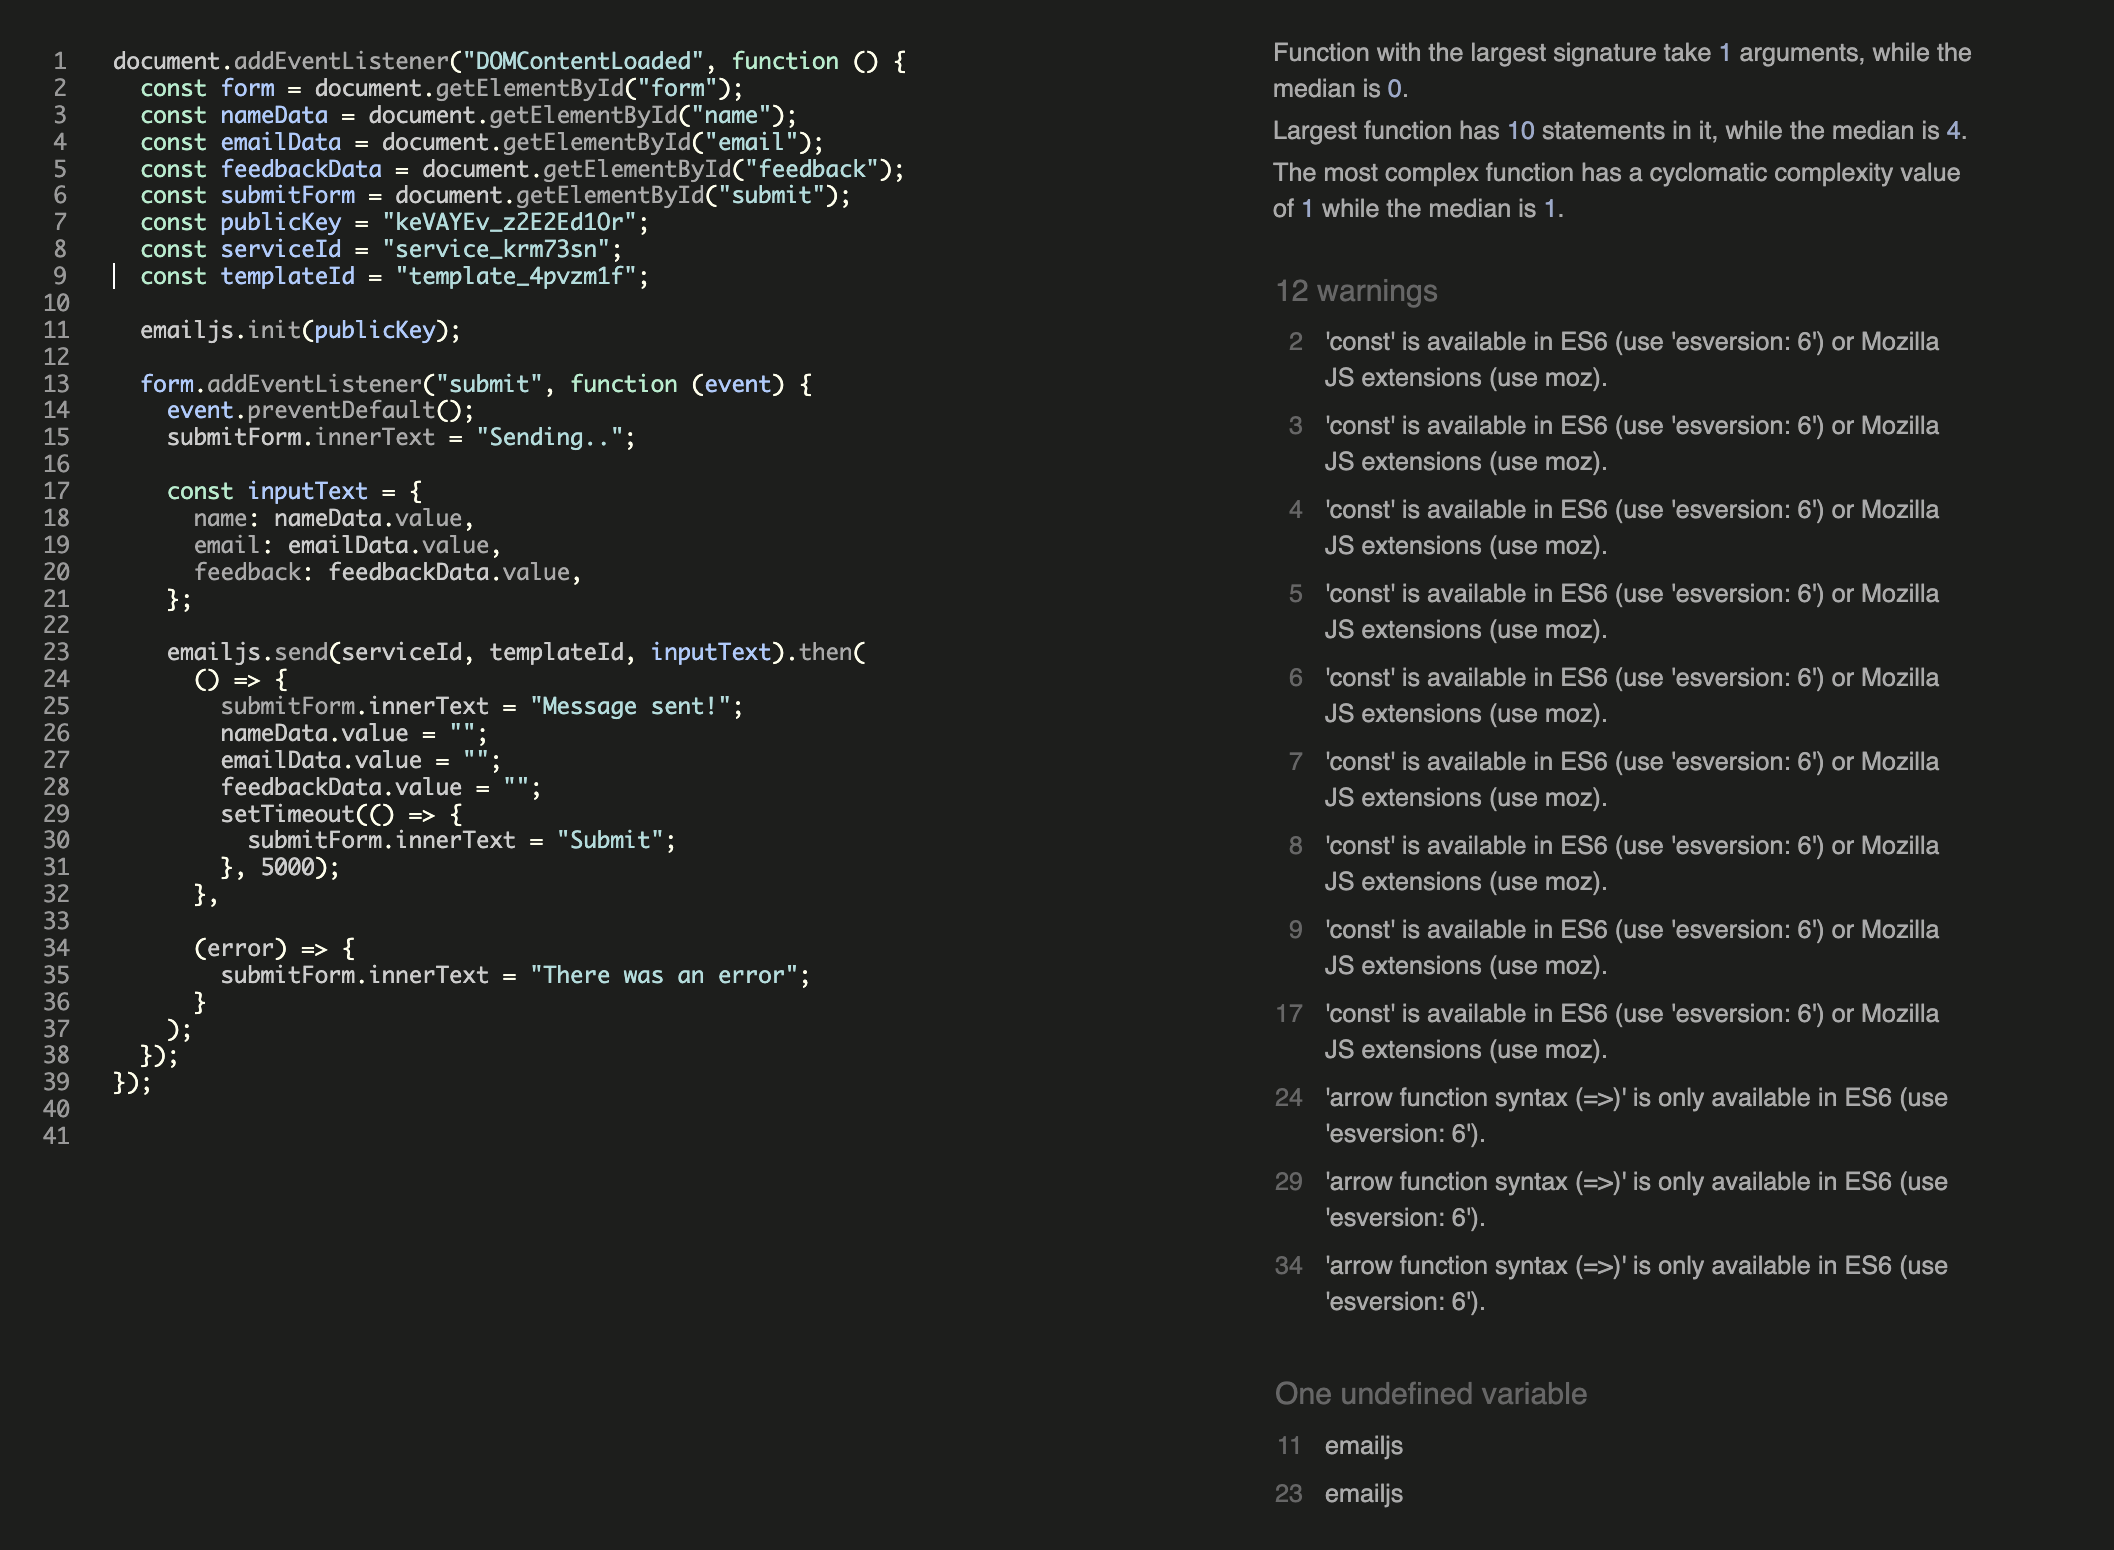 1 document.addEventListener("DOMContentLoaded", function () {
2 const form = document.getElementById("form");
3 const nameData = document.getElementById("name");
4 const emailData = document.getElementById("email");
5 const feedbackData = document.getElementById("feedback");
6 const submitForm = document.getElementById("submit");
7 const publicKey = "keVAYEv_z2E2Ed1Or";
8 const serviceId = "service_krm73sn";
9 const templateId = "template_4pvzm1f";
10
11 emailjs.init(publicKey);
12
13 form.addEventListener("submit", function (event) {
14 event.preventDefault();
15 submitForm.innerText = "Sending..";
16
17 const inputText = {
18 name: nameData.value,
19 email: emailData.value,
20 feedback: feedbackData.value,
21 };
22
23 emailjs.send(serviceId, templateId, inputText).then(
24 () => {
25 submitForm.innerText = "Message sent!";
26 nameData.value = "";
27 emailData.value = "";
28 feedbackData.value = "";
29 setTimeout(() => {
30 submitForm.innerText = "Submit";
31 }, 5000);
32 },
33
34 (error) => {
35 submitForm.innerText = "There was an error";
36 }
37 );
38 });
39 });
40
41
Function with the largest signature take 1 arguments, while the
median is 0.
Largest function has 10 statements in it, while the median is 4.
The most complex function has a cyclomatic complexity value
of 1 while the median is 1.
12 warnings
2 'const' is available in ES6 (use 'esversion: 6') or Mozilla
JS extensions (use moz).
3 'const' is available in ES6 (use 'esversion: 6') or Mozilla
JS extensions (use moz).
4 'const' is available in ES6 (use 'esversion: 6') or Mozilla
JS extensions (use moz).
5 'const' is available in ES6 (use 'esversion: 6') or Mozilla
JS extensions (use moz).
6 'const' is available in ES6 (use 'esversion: 6') or Mozilla
JS extensions (use moz).
7 'const' is available in ES6 (use 'esversion: 6') or Mozilla
JS extensions (use moz).
8 'const' is available in ES6 (use 'esversion: 6') or Mozilla
JS extensions (use moz).
9 'const' is available in ES6 (use 'esversion: 6') or Mozilla
JS extensions (use moz).
17 'const' is available in ES6 (use 'esversion: 6') or Mozilla
JS extensions (use moz).
24 'arrow function syntax (=>)' is only available in ES6 (use
'esversion: 6').
29 'arrow function syntax (=>)' is only available in ES6 (use
'esversion: 6').
34 'arrow function syntax (=>)' is only available in ES6 (use
'esversion: 6').
One undefined variable
11 emailjs
23 emailjs